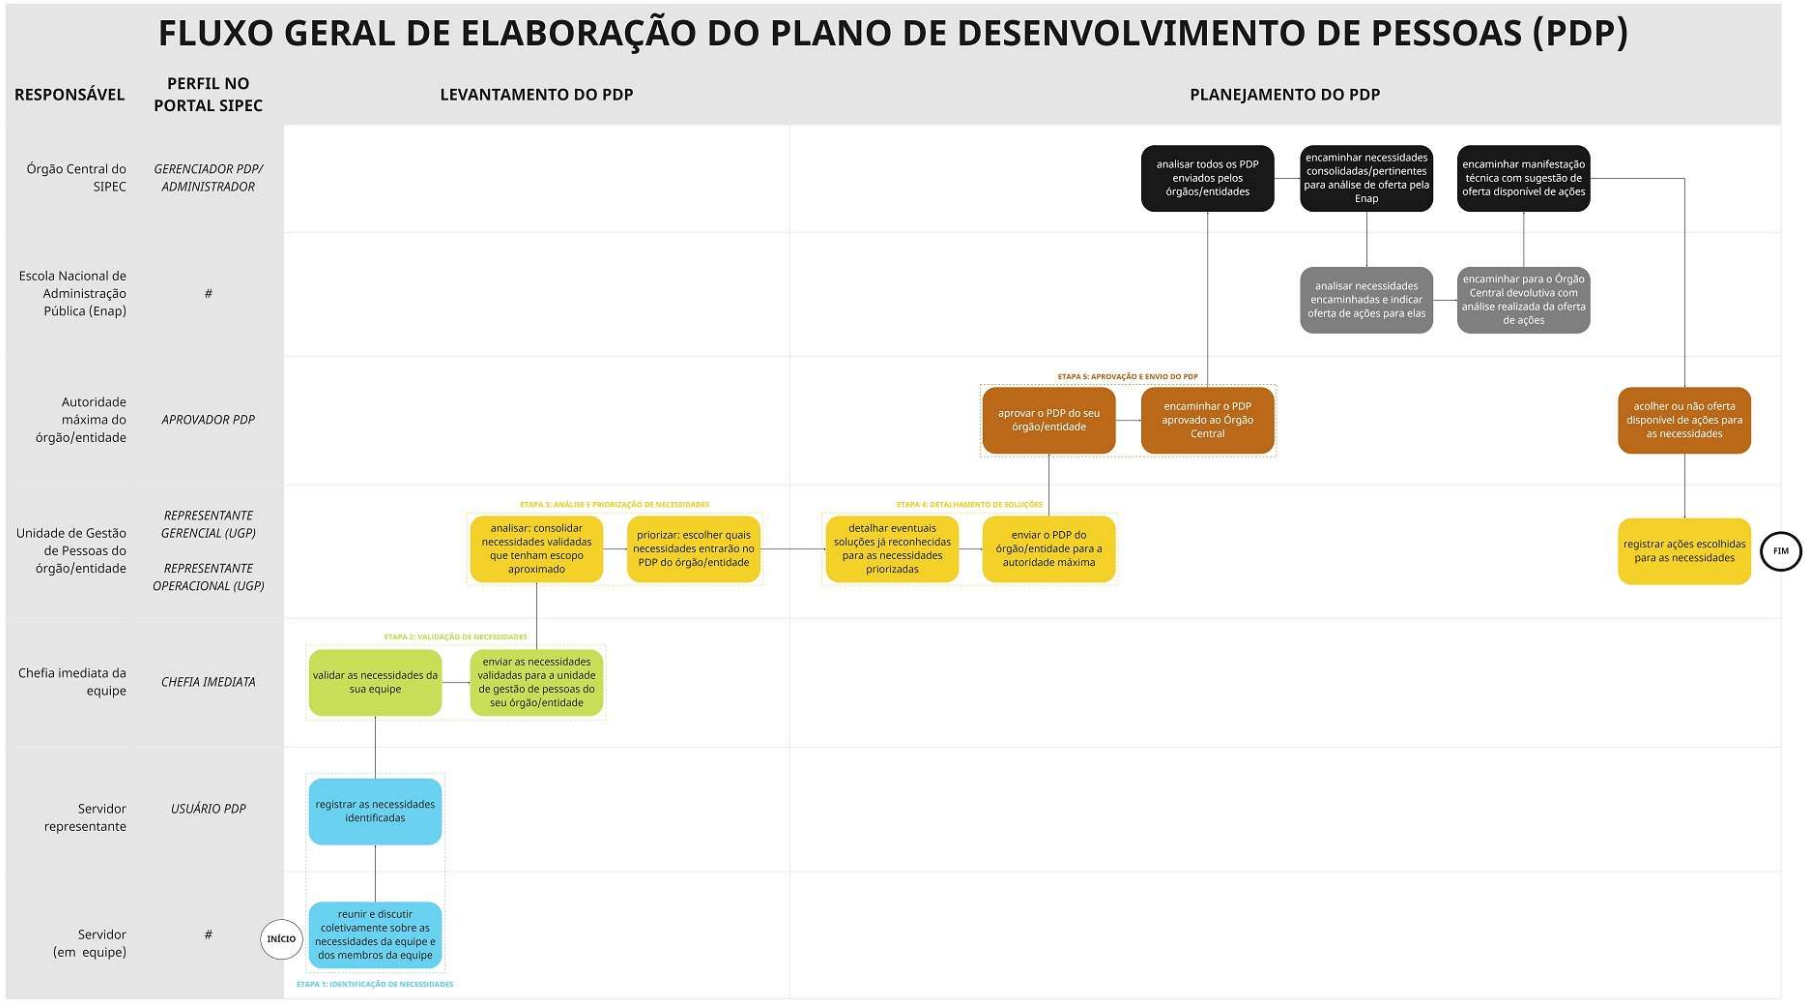 FLUXO GERAL DE ELABORAÇÃO DO PLANO DE DESENVOLVIMENTO DE PESSOAS (PDP)
RESPONSÁVEL
PERFIL NO
PORTAL SIPEC
LEVANTAMENTO DO PDP
PLANEJAMENTO DO PDP
Órgão Central do
SIPEC
GERENCIADOR PDP/
ADMINISTRADOR
analisar todos os PDP
enviados pelos
órgãos/entidades
encaminhar necessidades
consolidadas/pertinentes
para análise de oferta pela
Enap
encaminhar manifestação
técnica com sugestão de
oferta disponível de ações
Escola Nacional de
Administração
Pública (Enap)
#
analisar necessidades
encaminhadas e indicar
oferta de ações para elas
encaminhar para o Órgão
Central devolutiva com
análise realizada da oferta
de ações
Autoridade
máxima do
órgão/entidade
APROVADOR PDP
ETAPA 5: APROVAÇÃO E ENVIO DO PDP
aprovar o PDP do seu
órgão/entidade
encaminhar o PDP
aprovado ao Órgão
Central
acolher ou não oferta
disponível de ações para
as necessidades
Unidade de Gestão
de Pessoas do
órgão/entidade
REPRESENTANTE
GERENCIAL (UGP)
REPRESENTANTE
OPERACIONAL (UGP)
ETAPA 3: ANÁLISE E PRIORIZAÇÃO DE NECESSIDADES
analisar: consolidar
necessidades validadas
que tenham escopo
aproximado
priorizar: escolher quais
necessidades entrarão no
PDP do órgão/entidade
ETAPA 4: DETALHAMENTO DE SOLUÇÕES
detalhar eventuais
soluções já reconhecidas
para as necessidades
priorizadas
enviar o PDP do
órgão/entidade para a
autoridade máxima
registrar ações escolhidas
para as necessidades
FIM
Chefia imediata da
equipe
CHEFIA IMEDIATA
ETAPA 2: VALIDAÇÃO DE NECESSIDADES
validar as necessidades da
sua equipe
enviar as necessidades
validadas para a unidade
de gestão de pessoas do
seu órgão/entidade
Servidor
representante
USUÁRIO PDP
registrar as necessidades
identificadas
Servidor
(em equipe)
#
INÍCIO
reunir e discutir
coletivamente sobre as
necessidades da equipe e
dos membros da equipe
ETAPA 1: IDENTIFICAÇÃO DE NECESSIDADES